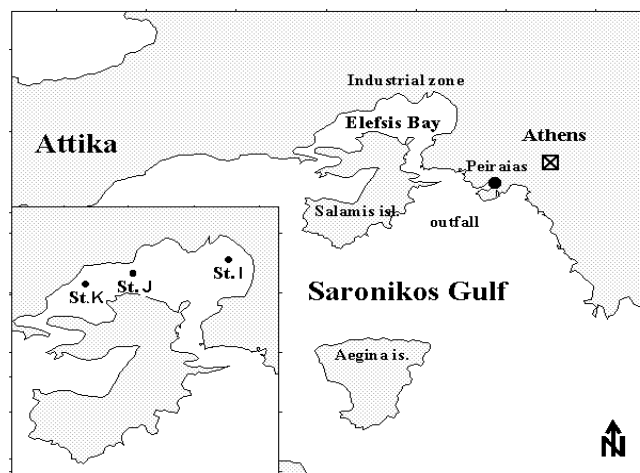 Industrial zone
Elefsis Bay
Attika
Athens
Peiraias
Salamis isl.
outfall
St.I
St.J
St.K
Saronikos Gulf
Aegina is.
N